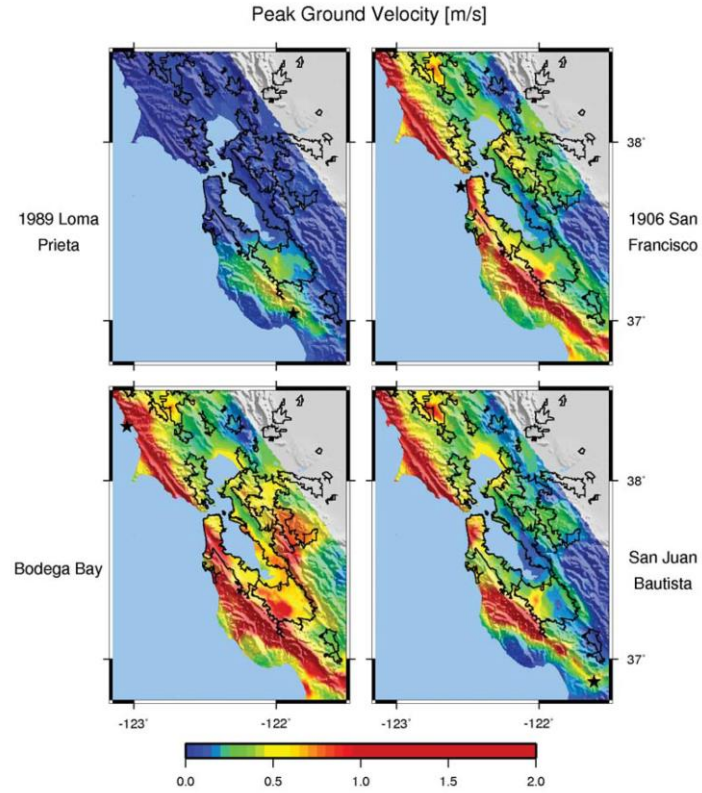 Peak Ground Velocity [m/s]
38˚
1989 Loma
Prieta
1906 San
Francisco
37˚
38˚
Bodega Bay
San Juan
Bautista
37˚
-123˚
-122˚
-123˚
-122˚
0.0
0.5
1.0
1.5
2.0